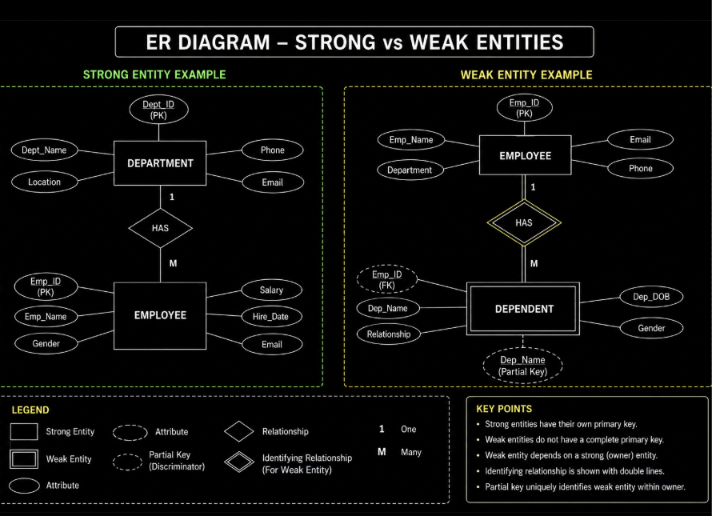 ER DIAGRAM – STRONG vs WEAK ENTITIES
STRONG ENTITY EXAMPLE
Dept_ID
(PK)
Dept_Name
Location
DEPARTMENT
Phone
Email
1
HAS
M
Emp_ID
(PK)
Emp_Name
Gender
EMPLOYEE
Salary
Hire_Date
Email
WEAK ENTITY EXAMPLE
Emp_ID
(PK)
Emp_Name
Department
EMPLOYEE
Email
Phone
1
HAS
M
Emp_ID
(FK)
Dep_Name
Relationship
DEPENDENT
Dep_DOB
Gender
Dep_Name
(Partial Key)
LEGEND
Strong Entity
Weak Entity
Attribute
Attribute
Partial Key
(Discriminator)
Relationship
Identifying Relationship
(For Weak Entity)
1 One
M Many
KEY POINTS
• Strong entities have their own primary key.
• Weak entities do not have a complete primary key.
• Weak entity depends on a strong (owner) entity.
• Identifying relationship is shown with double lines.
• Partial key uniquely identifies weak entity within owner.